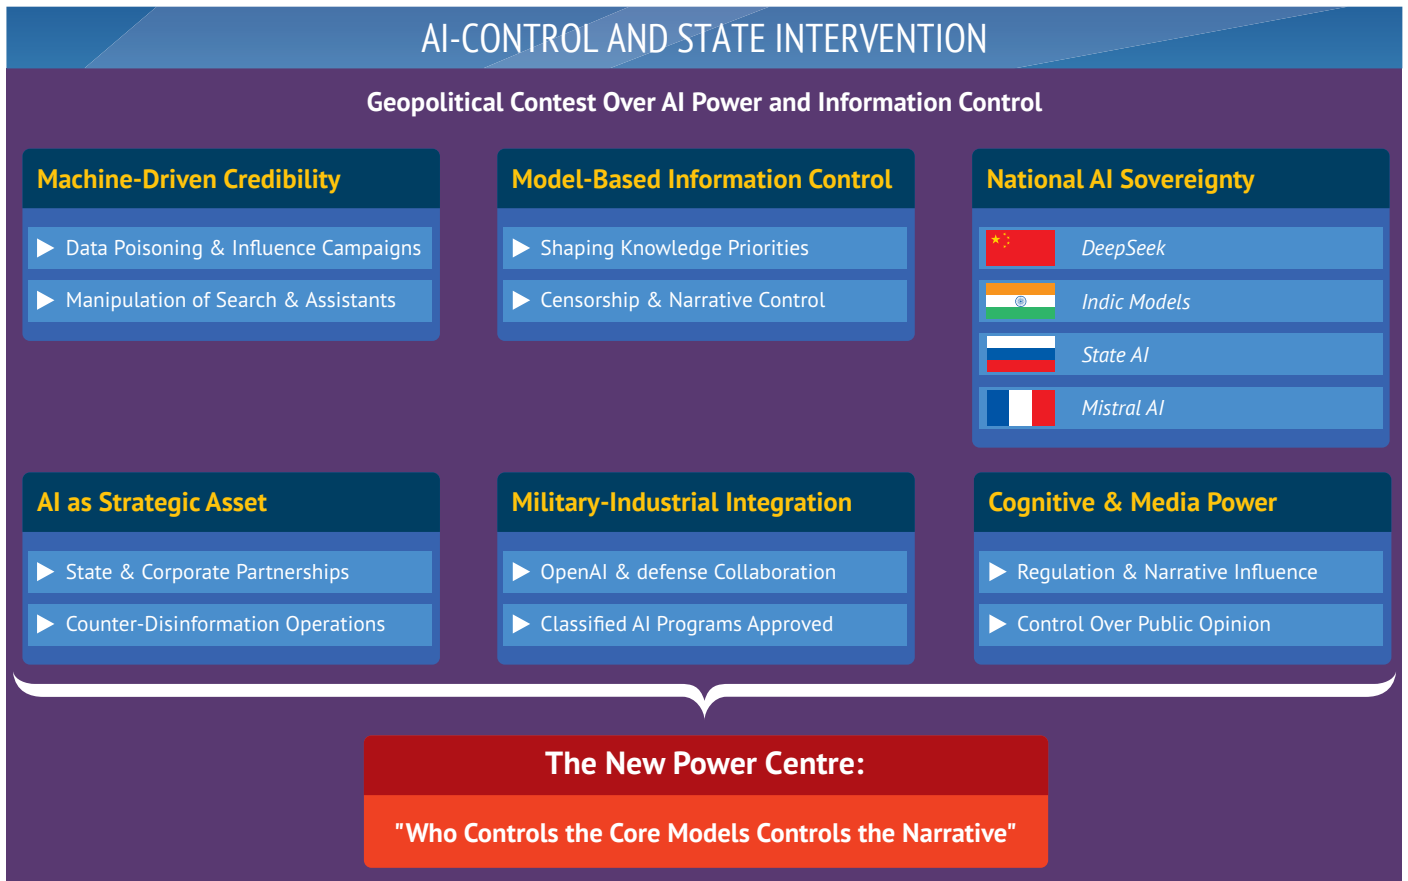 AI-CONTROL AND STATE INTERVENTION
Geopolitical Contest Over AI Power and Information Control
Machine-Driven Credibility
Data Poisoning & Influence Campaigns
Manipulation of Search & Assistants
Model-Based Information Control
Shaping Knowledge Priorities
Censorship & Narrative Control
National AI Sovereignty
DeepSeek
Indic Models
State AI
Mistral AI
AI as Strategic Asset
State & Corporate Partnerships
Counter-Disinformation Operations
Military-Industrial Integration
OpenAI & defense Collaboration
Classified AI Programs Approved
Cognitive & Media Power
Regulation & Narrative Influence
Control Over Public Opinion
The New Power Centre:
"Who Controls the Core Models Controls the Narrative"